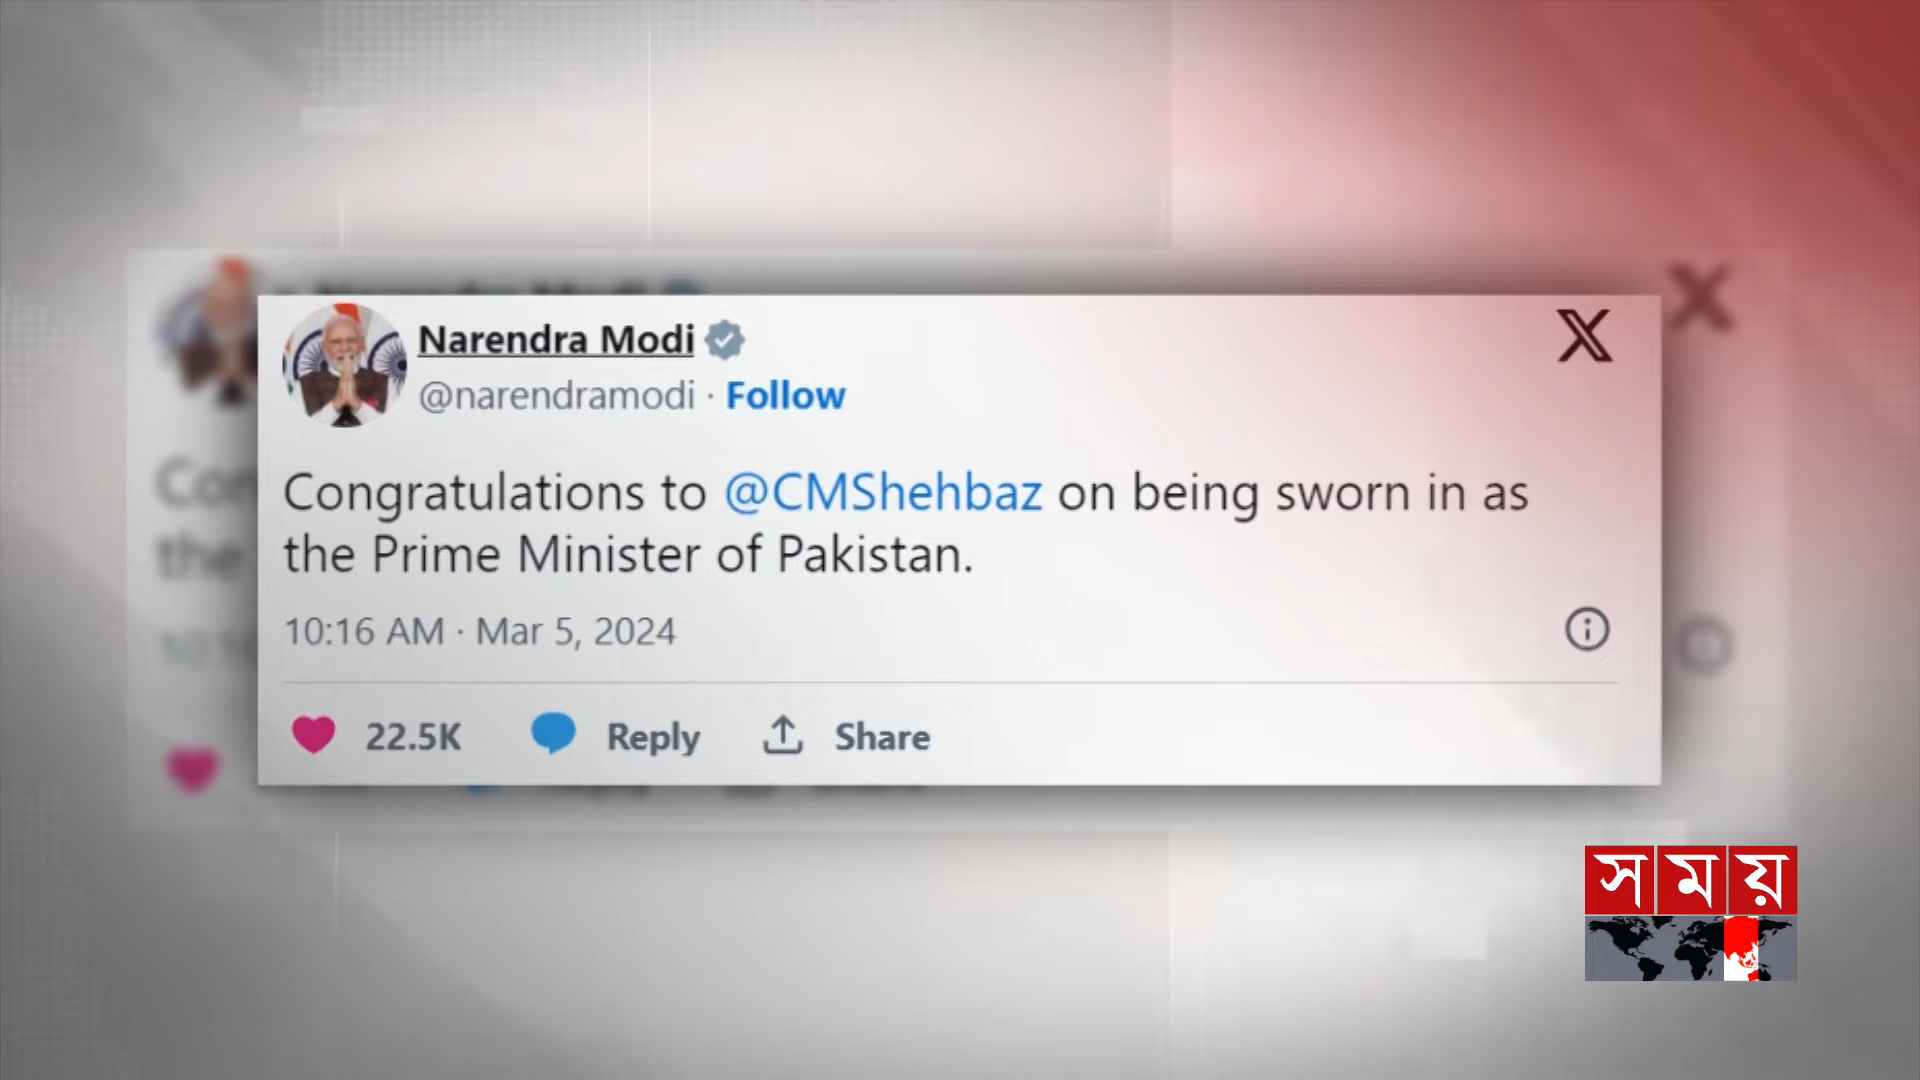 Narendra Modi
@narendramodi · Follow
Congratulations to @CMShehbaz on being sworn in as
the Prime Minister of Pakistan.
10:16 AM · Mar 5, 2024
22.5K Reply Share
সময়